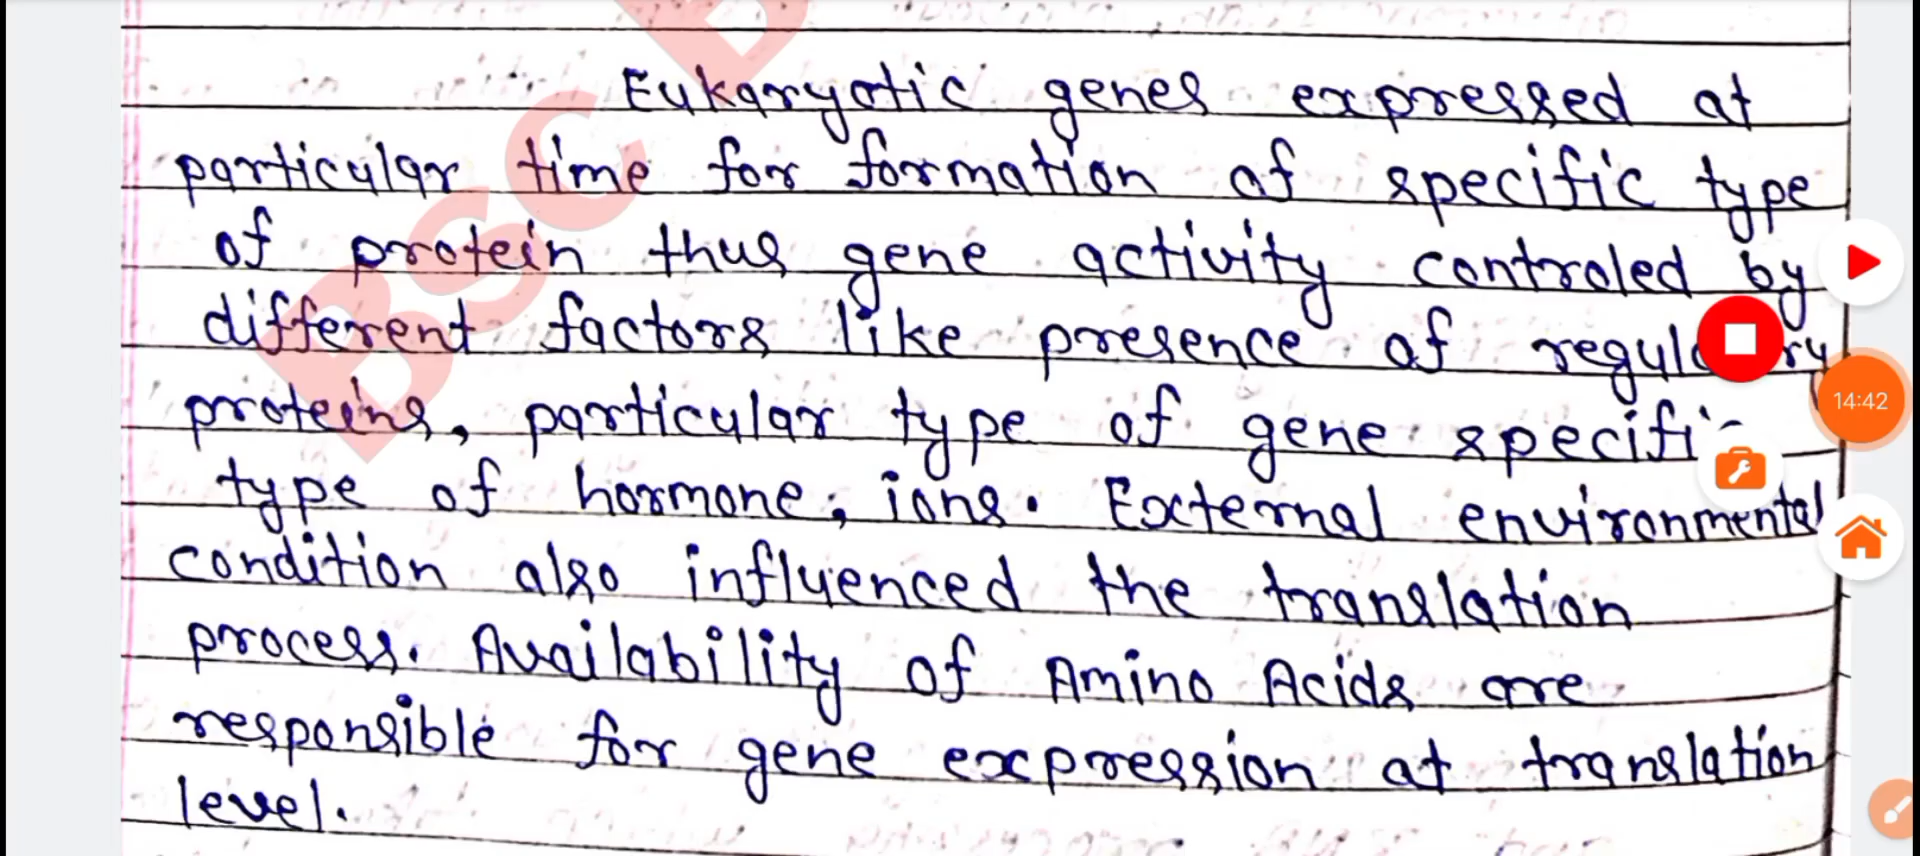 BSC B
Eukaryotic genes expressed at
particular time for formation of specific type
of protein thus gene activity controled by
different factors like presence of
proteins, particular type of gene
type of hormone, ions. External environmental
condition also influenced the translation
process. Availability of Amino Acids are
responsible for gene expression at translation
level.
14:42